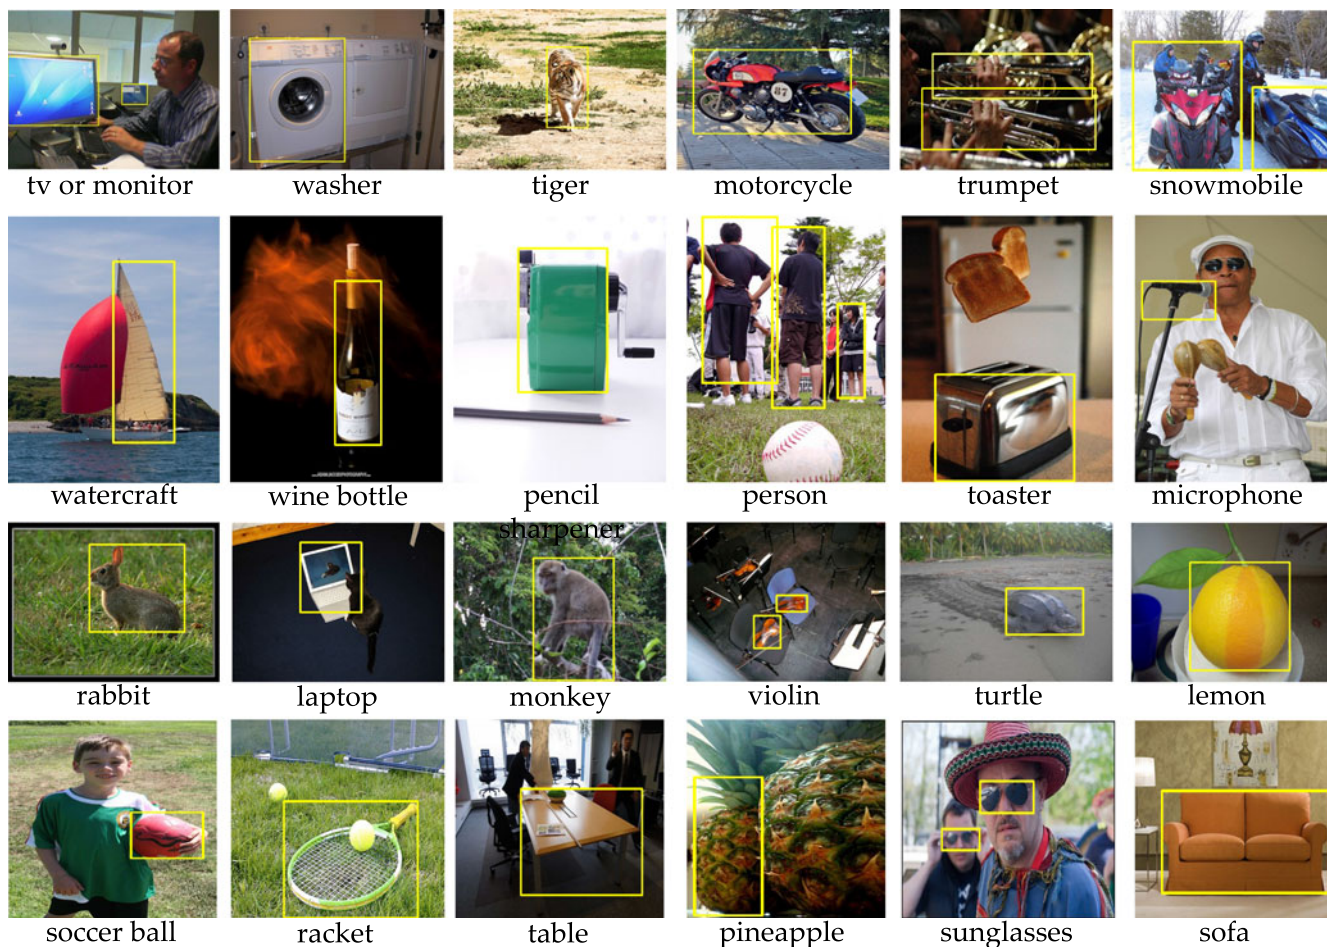 tv or monitor
washer
tiger
motorcycle
trumpet
snowmobile
87
watercraft
wine bottle
pencil
sharpener
person
toaster
microphone
rabbit
laptop
monkey
violin
turtle
lemon
soccer ball
racket
table
pineapple
sunglasses
sofa